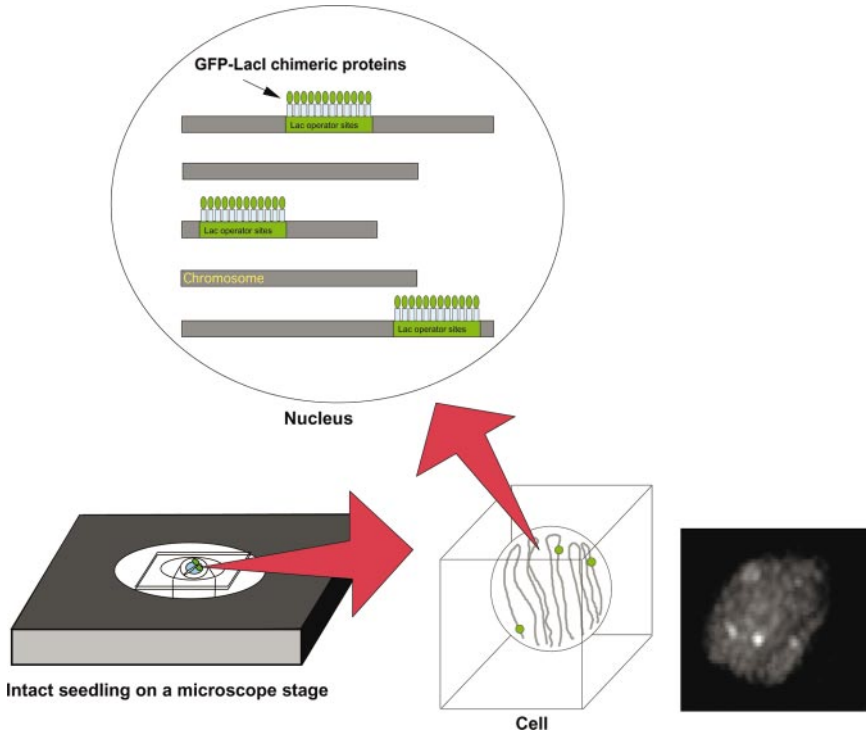 GFP-LacI chimeric proteins
Lac operator sites
Lac operator sites
Chromosome
Lac operator sites
Nucleus
Intact seedling on a microscope stage
Cell